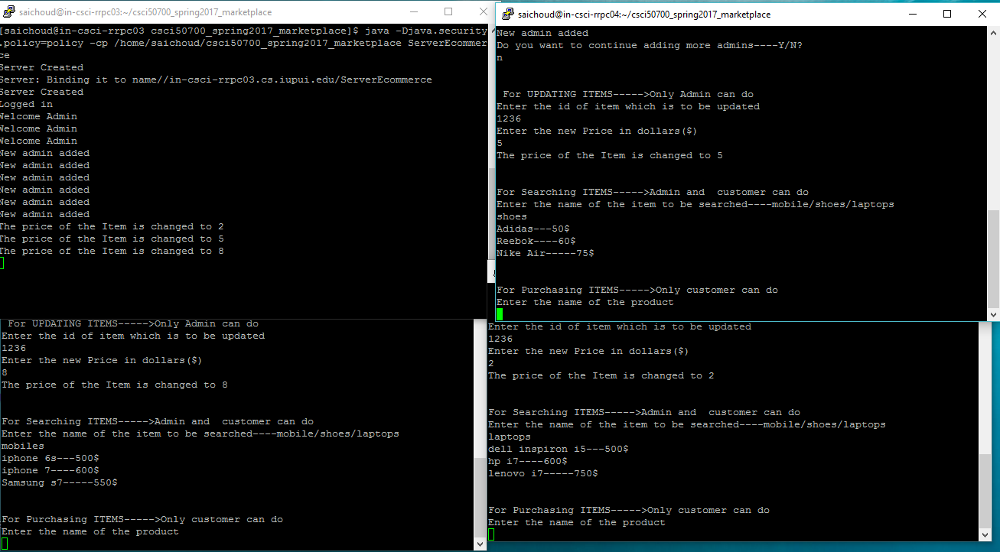 saichoud@in-csci-rrpc03:~/csci50700_spring2017_marketplace
[saichoud@in-csci-rrpc03 csci50700_spring2017_marketplace]$ java -Djava.security
.policy=policy -cp /home/saichoud/csci50700_spring2017_marketplace ServerEcommer
ce
Server Created
Server: Binding it to name//in-csci-rrpc03.cs.iupui.edu/ServerEcommerce
Server Created
Logged in
Welcome Admin
Welcome Admin
Welcome Admin
New admin added
New admin added
New admin added
New admin added
New admin added
New admin added
The price of the Item is changed to 2
The price of the Item is changed to 5
The price of the Item is changed to 8
saichoud@in-csci-rrpc04:~/csci50700_spring2017_marketplace
New admin added
Do you want to continue adding more admins----Y/N?
n
For UPDATING ITEMS----->Only Admin can do
Enter the id of item which is to be updated
1236
Enter the new Price in dollars($)
5
The price of the Item is changed to 5
For Searching ITEMS----->Admin and  customer can do
Enter the name of the item to be searched----mobile/shoes/laptops
shoes
Adidas---50$
Reebok----60$
Nike Air-----75$
For Purchasing ITEMS----->Only customer can do
Enter the name of the product
For UPDATING ITEMS----->Only Admin can do
Enter the id of item which is to be updated
1236
Enter the new Price in dollars($)
8
The price of the Item is changed to 8
For Searching ITEMS----->Admin and  customer can do
Enter the name of the item to be searched----mobile/shoes/laptops
mobiles
iphone 6s---500$
iphone 7----600$
Samsung s7-----550$
For Purchasing ITEMS----->Only customer can do
Enter the name of the product
Enter the id of item which is to be updated
1236
Enter the new Price in dollars($)
2
The price of the Item is changed to 2
For Searching ITEMS----->Admin and  customer can do
Enter the name of the item to be searched----mobile/shoes/laptops
laptops
dell inspiron i5---500$
hp i7----600$
lenovo i7-----750$
For Purchasing ITEMS----->Only customer can do
Enter the name of the product